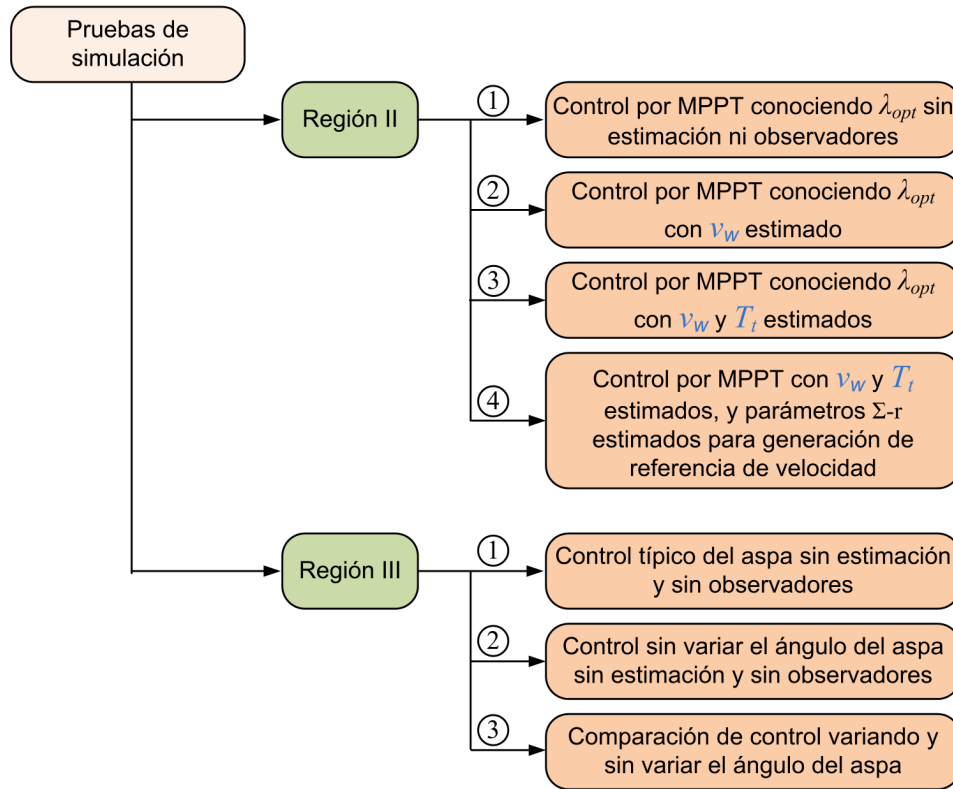 Pruebas de
simulación
Región II
1
Control por MPPT conociendo λopt sin
estimación ni observadores
2
Control por MPPT conociendo λopt
con vw estimado
3
Control por MPPT conociendo λopt
con vw y Tt estimados
4
Control por MPPT con vw y Tt
estimados, y parámetros Σ-r
estimados para generación de
referencia de velocidad
Región III
1
Control típico del aspa sin estimación
y sin observadores
2
Control sin variar el ángulo del aspa
sin estimación y sin observadores
3
Comparación de control variando y
sin variar el ángulo del aspa